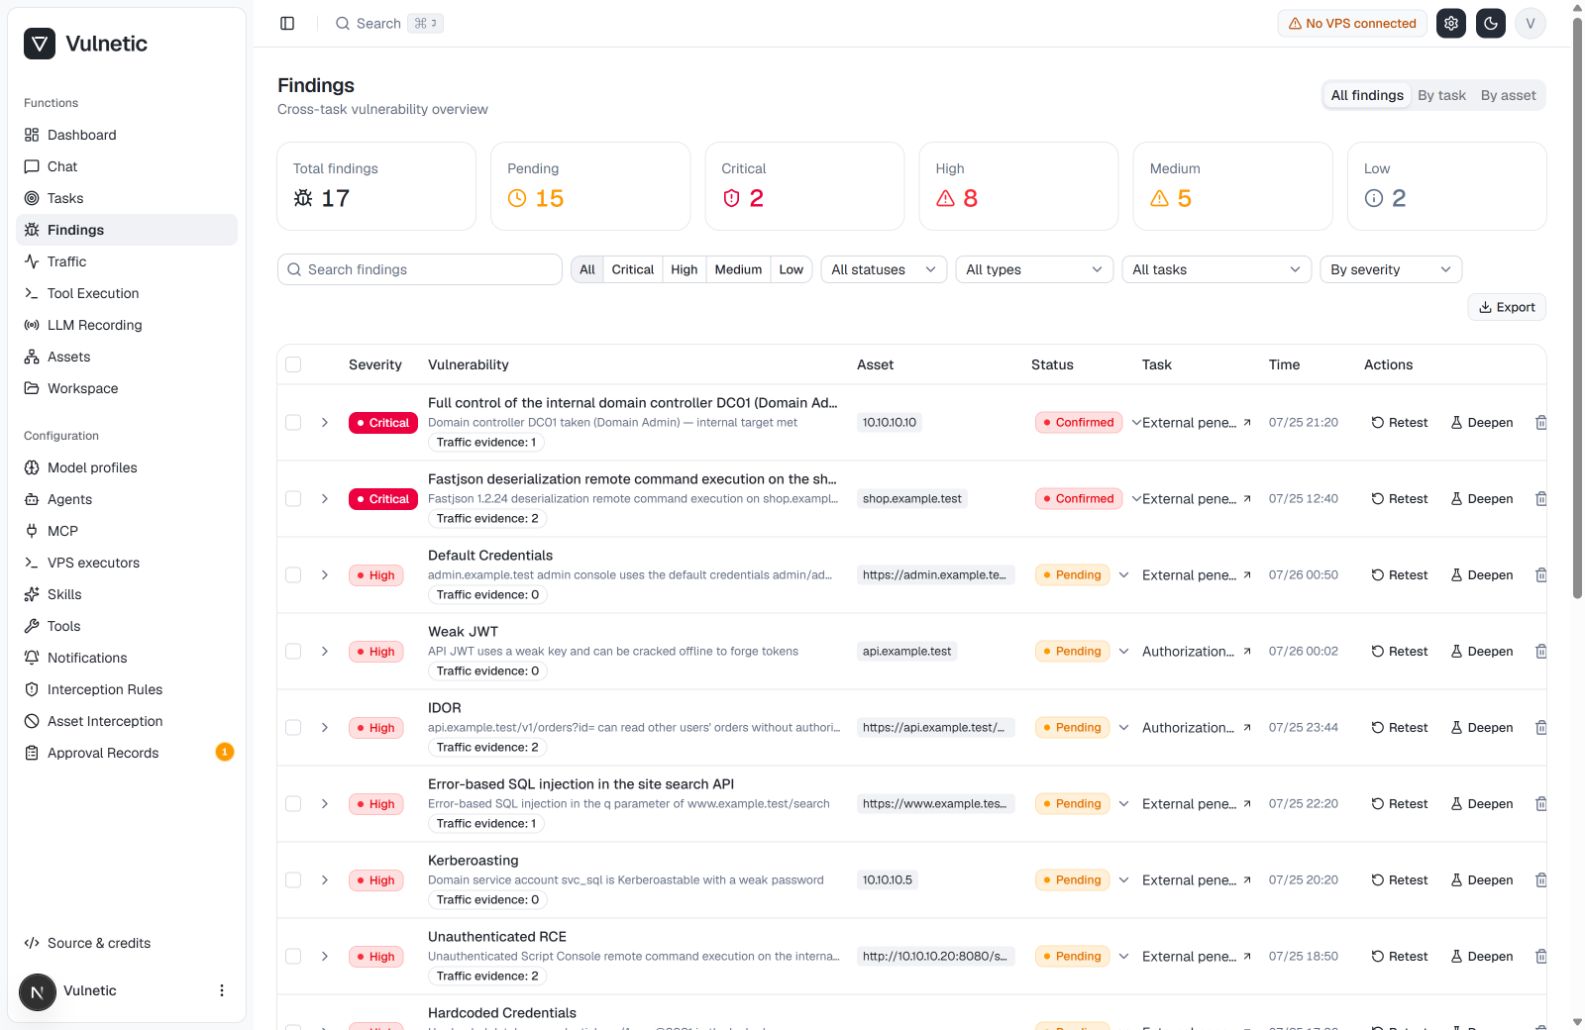 Vulnetic
Functions
Dashboard
Chat
Tasks
Findings
Traffic
Tool Execution
LLM Recording
Assets
Workspace
Configuration
Model profiles
Agents
MCP
VPS executors
Skills
Tools
Notifications
Interception Rules
Asset Interception
Approval Records 1
Source & credits
N Vulnetic
Search ⌘ J
No VPS connected V
Findings
Cross-task vulnerability overview
All findings By task By asset
Total findings
17
Pending
15
Critical
2
High
8
Medium
5
Low
2
Search findings All Critical High Medium Low All statuses All types All tasks By severity
Export
Severity Vulnerability Asset Status Task Time Actions
Full control of the internal domain controller DC01 (Domain Ad...
Critical Domain controller DC01 taken (Domain Admin) — internal target met 10.10.10.10 Confirmed External pene... 07/25 21:20 Retest Deepen
Traffic evidence: 1
Fastjson deserialization remote command execution on the sh...
Critical Fastjson 1.2.24 deserialization remote command execution on shop.exampl... shop.example.test Confirmed External pene... 07/25 12:40 Retest Deepen
Traffic evidence: 2
Default Credentials
High admin.example.test admin console uses the default credentials admin/ad... https://admin.example.te... Pending External pene... 07/26 00:50 Retest Deepen
Traffic evidence: 0
Weak JWT
High API JWT uses a weak key and can be cracked offline to forge tokens api.example.test Pending Authorization... 07/26 00:02 Retest Deepen
Traffic evidence: 0
IDOR
High api.example.test/v1/orders?id= can read other users' orders without authori... https://api.example.test/... Pending Authorization... 07/25 23:44 Retest Deepen
Traffic evidence: 2
Error-based SQL injection in the site search API
High Error-based SQL injection in the q parameter of www.example.test/search https://www.example.tes... Pending External pene... 07/25 22:20 Retest Deepen
Traffic evidence: 1
Kerberoasting
High Domain service account svc_sql is Kerberoastable with a weak password 10.10.10.5 Pending External pene... 07/25 20:20 Retest Deepen
Traffic evidence: 0
Unauthenticated RCE
High Unauthenticated Script Console remote command execution on the interna... http://10.10.10.20:8080/s... Pending External pene... 07/25 18:50 Retest Deepen
Traffic evidence: 2
Hardcoded Credentials